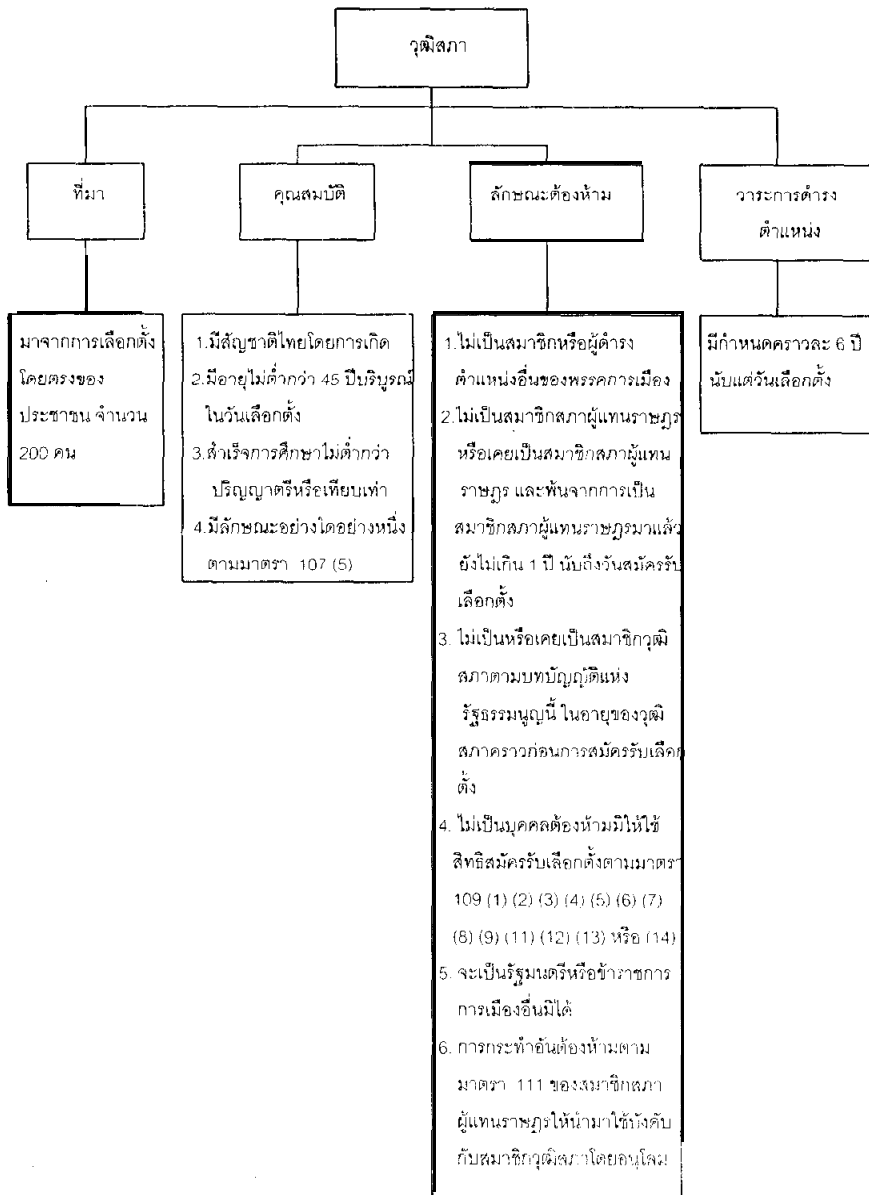 วุฒิสภา
ที่มา
คุณสมบัติ
ลักษณะต้องห้าม
วาระการดำรง
ตำแหน่ง
มาจากการเลือกตั้ง
โดยตรงของ
ประชาชน จำนวน
200 คน
1.มีสัญชาติไทยโดยการเกิด
2.มีอายุไม่ต่ำกว่า 45 ปีบริบูรณ์
ในวันเลือกตั้ง
3.สำเร็จการศึกษาไม่ต่ำกว่า
ปริญญาตรีหรือเทียบเท่า
4.มีลักษณะอย่างใดอย่างหนึ่ง
ตามมาตรา 107 (5)
1.ไม่เป็นสมาชิกหรือผู้ดำรง
ตำแหน่งอื่นของพรรคการเมือง
2.ไม่เป็นสมาชิกสภาผู้แทนราษฎร
หรือเคยเป็นสมาชิกสภาผู้แทน
ราษฎร และพ้นจากการเป็น
สมาชิกสภาผู้แทนราษฎรมาแล้ว
ยังไม่เกิน 1 ปี นับถึงวันสมัครรับ
เลือกตั้ง
3. ไม่เป็นหรือเคยเป็นสมาชิกวุฒิ
สภาตามบทบัญญัติแห่ง
รัฐธรรมนูญนี้ ในอายุของวุฒิ
สภาคราวก่อนการสมัครรับเลือก
ตั้ง
4. ไม่เป็นบุคคลต้องห้ามมิให้ใช้
สิทธิสมัครรับเลือกตั้งตามมาตรา
109 (1) (2) (3) (4) (5) (6) (7)
(8) (9) (11) (12) (13) หรือ (14)
5. จะเป็นรัฐมนตรีหรือข้าราชการ
การเมืองอื่นมิได้
6. การกระทำอันต้องห้ามตาม
มาตรา 111 ของสมาชิกสภา
ผู้แทนราษฎรให้นำมาใช้บังคับ
กับสมาชิกวุฒิสภาโดยอนุโลม
มีกำหนดคราวละ 6 ปี
นับแต่วันเลือกตั้ง